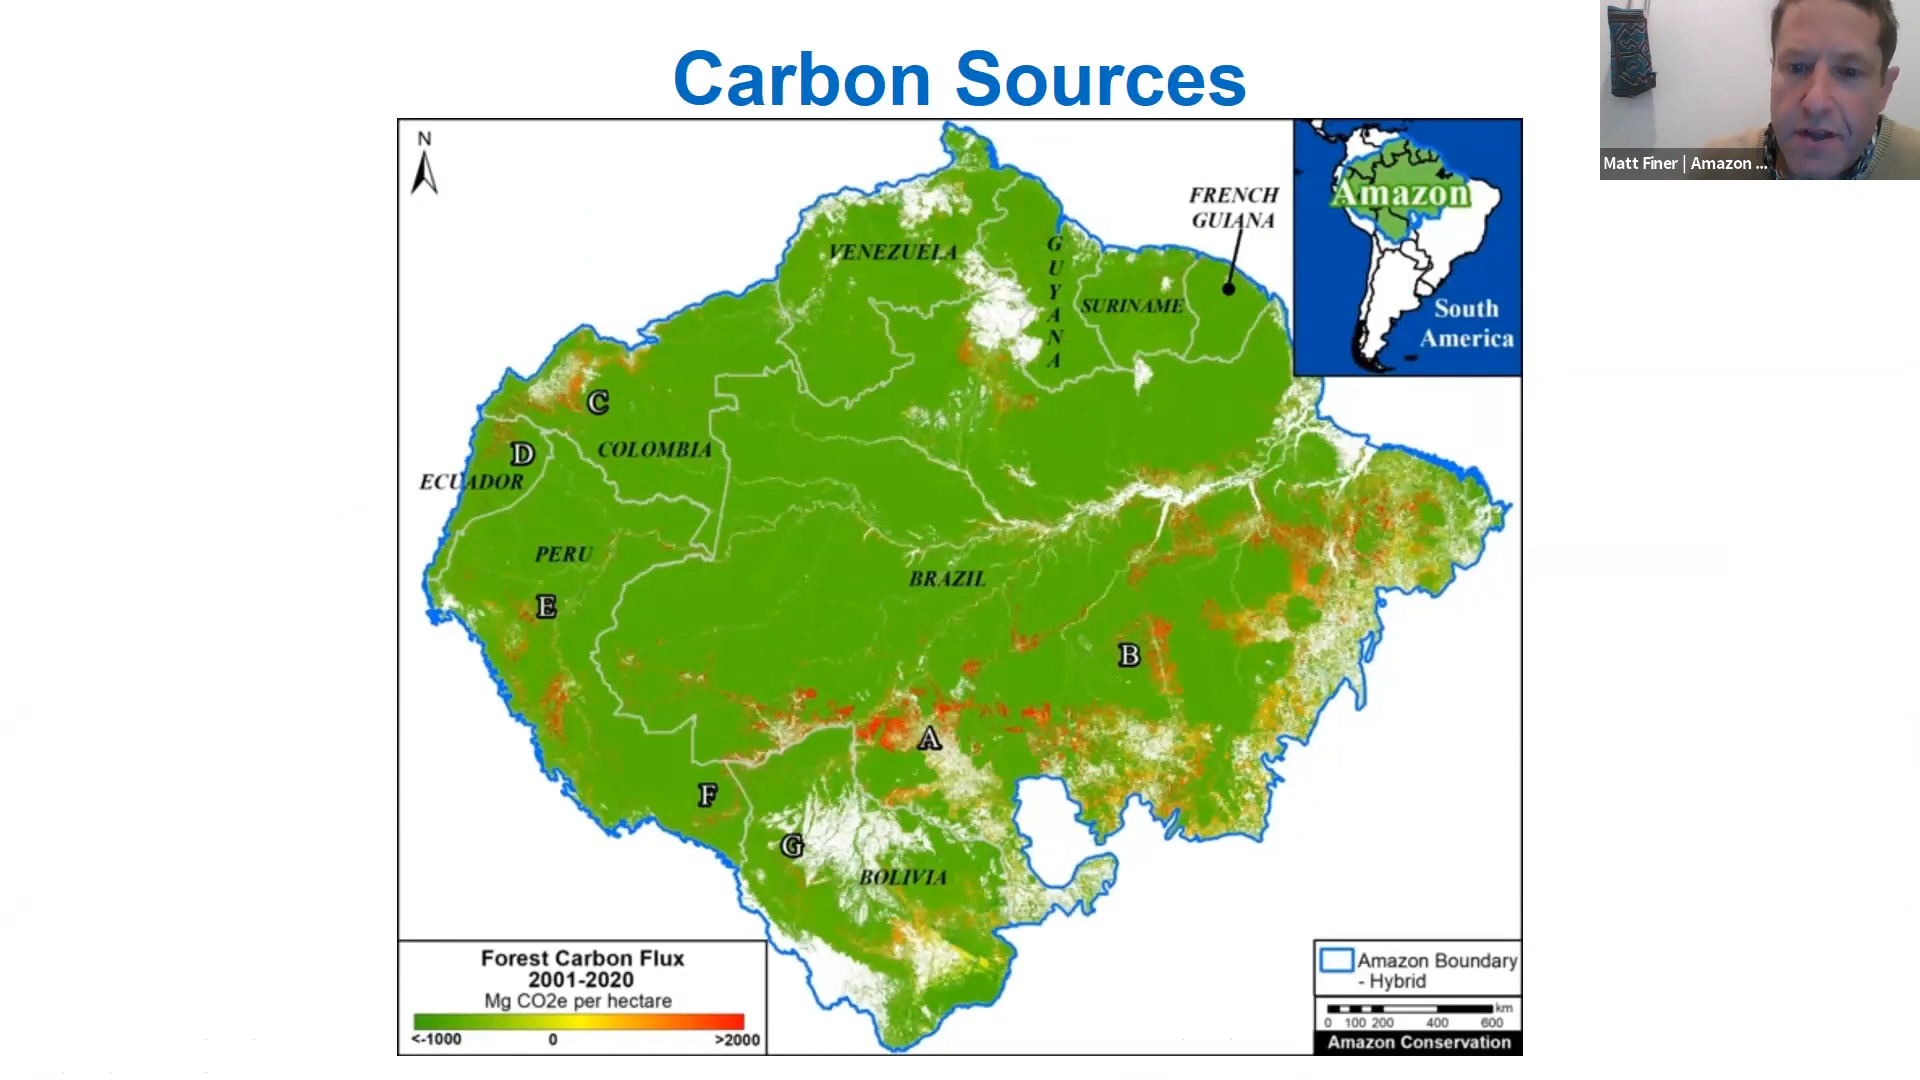 Carbon Sources
Matt Finer | Amazon ...
N
FRENCH
GUIANA
Amazon
South
America
VENEZUELA
GUYANA
SURINAME
C
COLOMBIA
D
ECUADOR
PERU
BRAZIL
E
B
A
F
G
BOLIVIA
Forest Carbon Flux
2001-2020
Mg CO2e per hectare
<-1000 0 >2000
Amazon Boundary
- Hybrid
km
0 100 200 400 600
Amazon Conservation